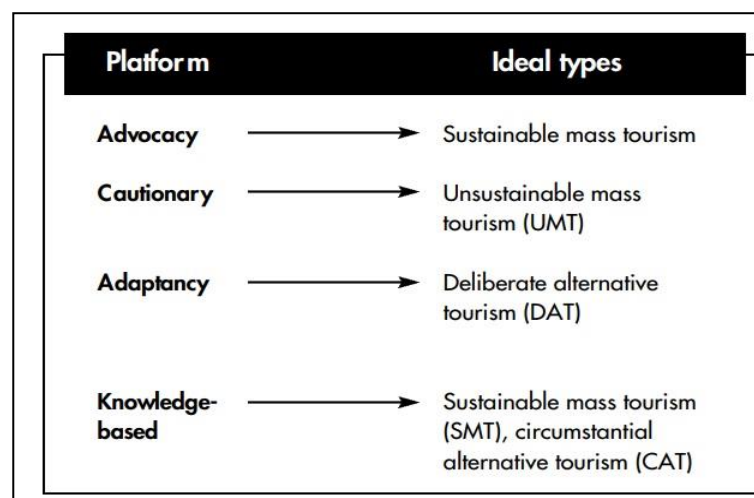 Platform Ideal types
Advocacy Sustainable mass tourism
Cautionary Unsustainable mass
tourism (UMT)
Adaptancy Deliberate alternative
tourism (DAT)
Knowledge- Sustainable mass tourism
based (SMT), circumstantial
alternative tourism (CAT)